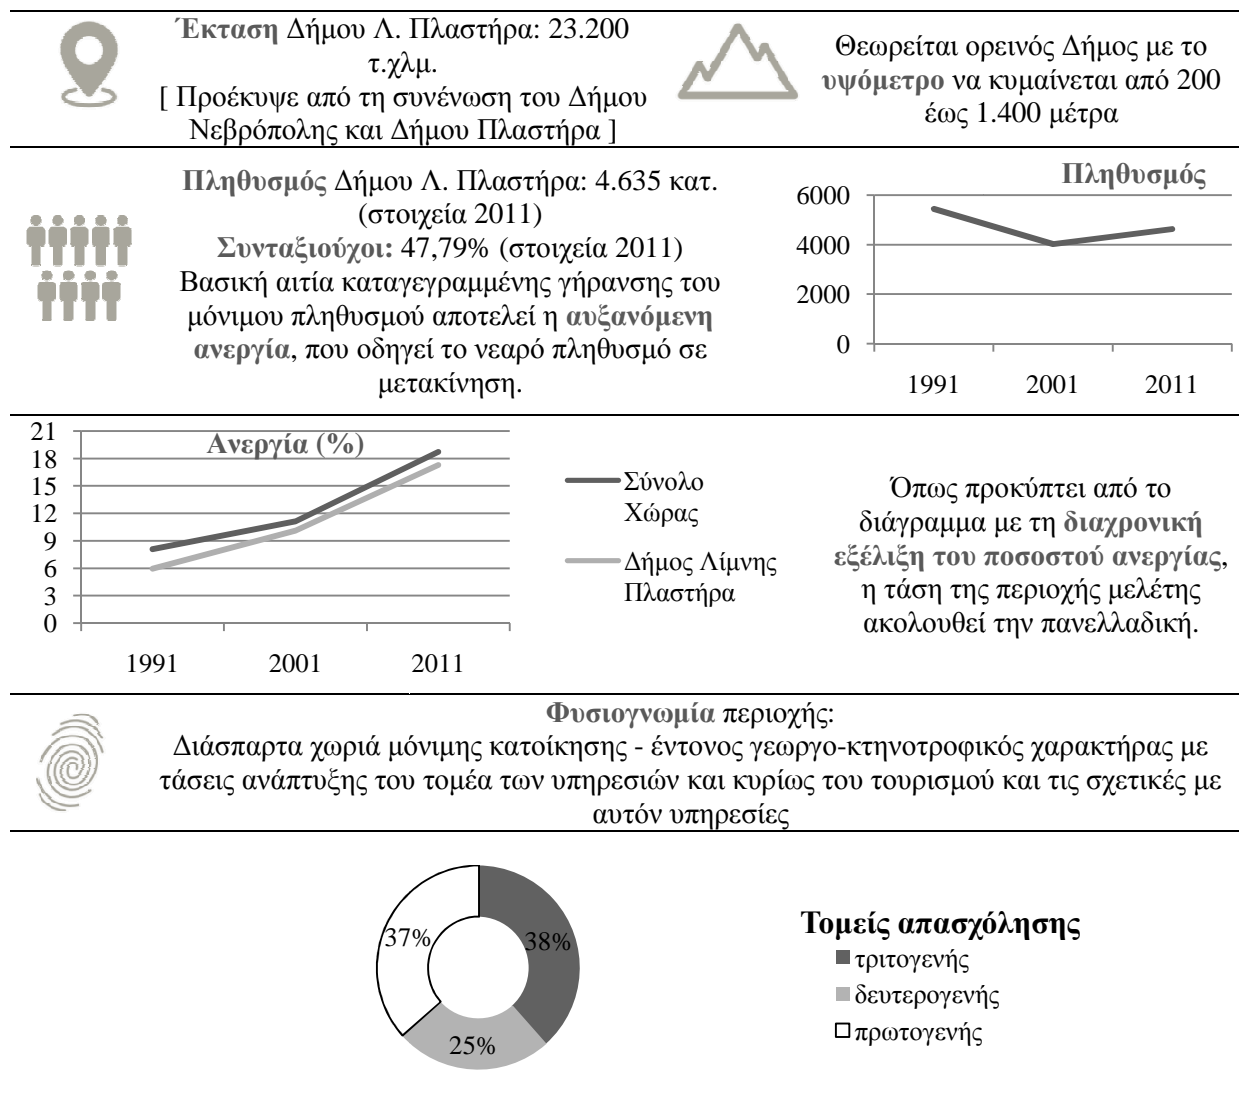 Έκταση Δήμου Λ. Πλαστήρα: 23.200
τ.χλμ.
[ Προέκυψε από τη συνένωση του Δήμου
Νεβρόπολης και Δήμου Πλαστήρα ]
Θεωρείται ορεινός Δήμος με το
υψόμετρο να κυμαίνεται από 200
έως 1.400 μέτρα
Πληθυσμός Δήμου Λ. Πλαστήρα: 4.635 κατ.
(στοιχεία 2011)
Συνταξιούχοι: 47,79% (στοιχεία 2011)
Βασική αιτία καταγεγραμμένης γήρανσης του
μόνιμου πληθυσμού αποτελεί η αυξανόμενη
ανεργία, που οδηγεί το νεαρό πληθυσμό σε
μετακίνηση.
Πληθυσμός
6000
4000
2000
0
1991 2001 2011
Ανεργία (%)
21
18
15
12
9
6
3
0
1991 2001 2011
Σύνολο
Χώρας
Δήμος Λίμνης
Πλαστήρα
Όπως προκύπτει από το
διάγραμμα με τη διαχρονική
εξέλιξη του ποσοστού ανεργίας,
η τάση της περιοχής μελέτης
ακολουθεί την πανελλαδική.
Φυσιογνωμία περιοχής:
Διάσπαρτα χωριά μόνιμης κατοίκησης - έντονος γεωργο-κτηνοτροφικός χαρακτήρας με
τάσεις ανάπτυξης του τομέα των υπηρεσιών και κυρίως του τουρισμού και τις σχετικές με
αυτόν υπηρεσίες
37%
38%
25%
Τομείς απασχόλησης
τριτογενής
δευτερογενής
πρωτογενής